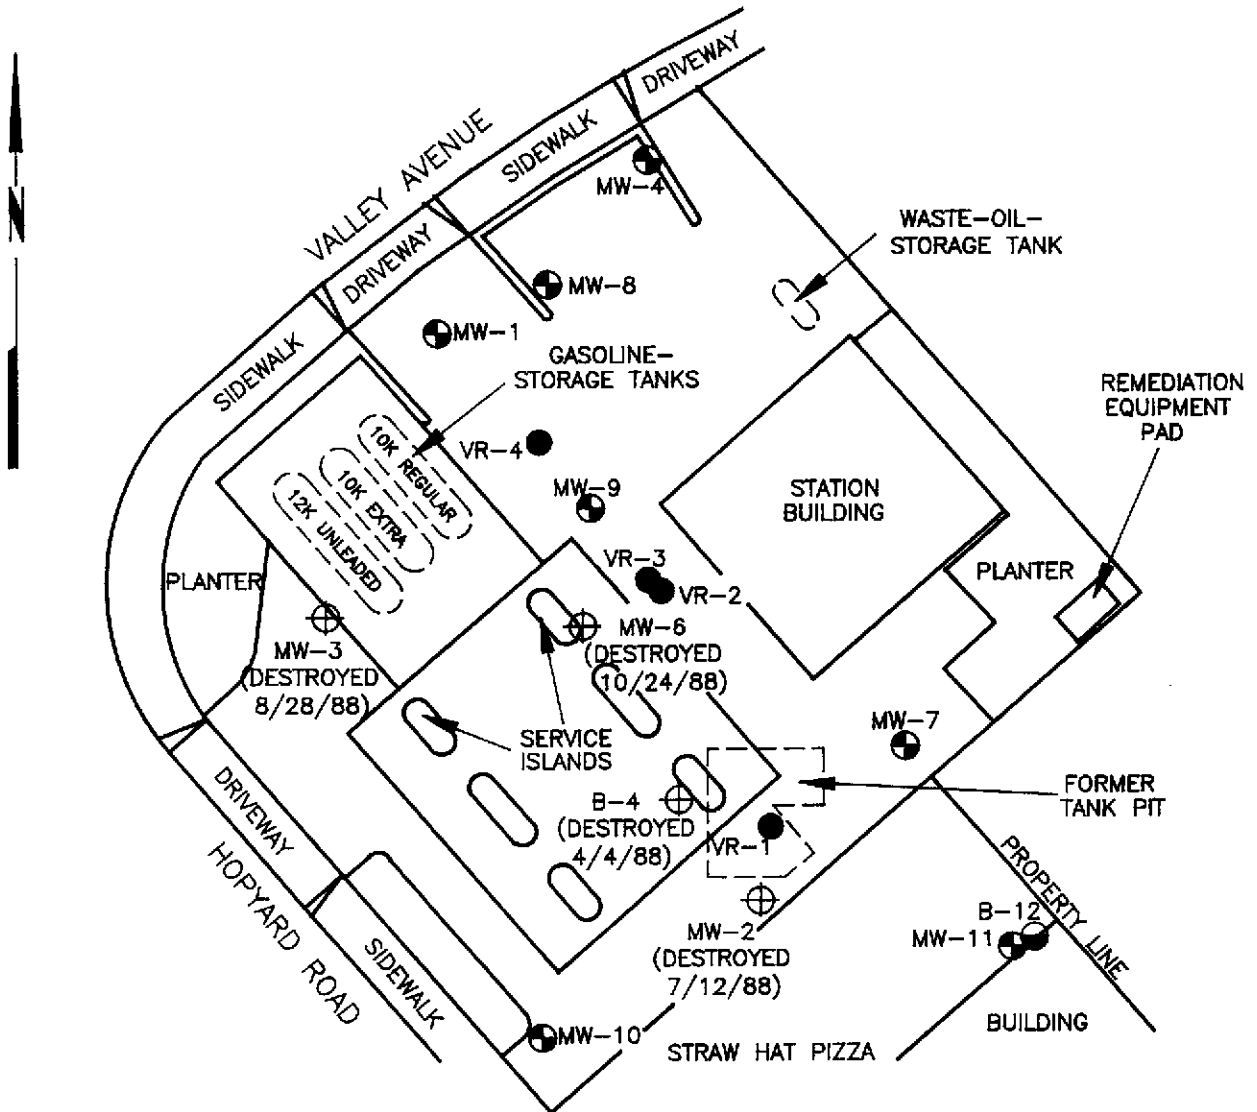 DRIVEWAY
VALLEY AVENUE
SIDEWALK
MW-4
N
WASTE-OIL-
STORAGE TANK
DRIVEWAY
MW-8
MW-1
SIDEWALK
GASOLINE-
STORAGE TANKS
REMEDIATION
EQUIPMENT
PAD
10K REGULAR
10K EXTRA
12K UNLEADED
VR-4
MW-9
STATION
BUILDING
VR-3
VR-2
PLANTER
PLANTER
MW-3
(DESTROYED
8/28/88)
MW-6
(DESTROYED
10/24/88)
SERVICE
ISLANDS
MW-7
FORMER
TANK PIT
B-4
(DESTROYED
4/4/88)
VR-1
DRIVEWAY
HOPYARD ROAD
SIDEWALK
MW-2
(DESTROYED
7/12/88)
PROPERTY LINE
B-12
MW-11
MW-10
BUILDING
STRAW HAT PIZZA